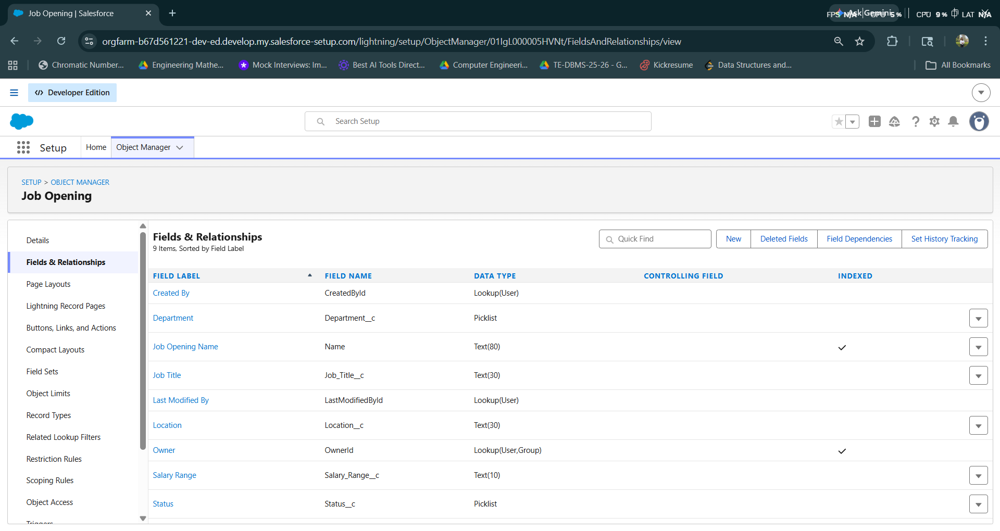 Job Opening | Salesforce
Ask Gemini
FPS N/A GPU 5 % CPU 9 % LAT N/A
orgfarm-b67d561221-dev-ed.develop.my.salesforce-setup.com/lightning/setup/ObjectManager/01IgL000005HVNt/FieldsAndRelationships/view
Chromatic Number... Engineering Mathe... Mock Interviews: Im... Best AI Tools Direct... Computer Engineeri... TE-DBMS-25-26 - G... Kickresume Data Structures and... All Bookmarks
Developer Edition
Search Setup
Setup Home Object Manager
SETUP > OBJECT MANAGER
Job Opening
Details
Fields & Relationships
Page Layouts
Lightning Record Pages
Buttons, Links, and Actions
Compact Layouts
Field Sets
Object Limits
Record Types
Related Lookup Filters
Restriction Rules
Scoping Rules
Object Access
Triggers
Fields & Relationships
9 Items, Sorted by Field Label
Quick Find New Deleted Fields Field Dependencies Set History Tracking
FIELD LABEL FIELD NAME DATA TYPE CONTROLLING FIELD INDEXED
Created By CreatedById Lookup(User)
Department Department__c Picklist
Job Opening Name Name Text(80)
Job Title Job_Title__c Text(30)
Last Modified By LastModifiedById Lookup(User)
Location Location__c Text(30)
Owner OwnerId Lookup(User,Group)
Salary Range Salary_Range__c Text(10)
Status Status__c Picklist